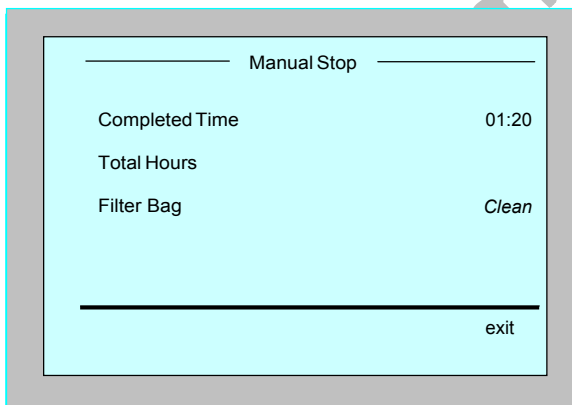 Manual Stop
Completed Time 01:20
Total Hours
Filter Bag Clean
exit